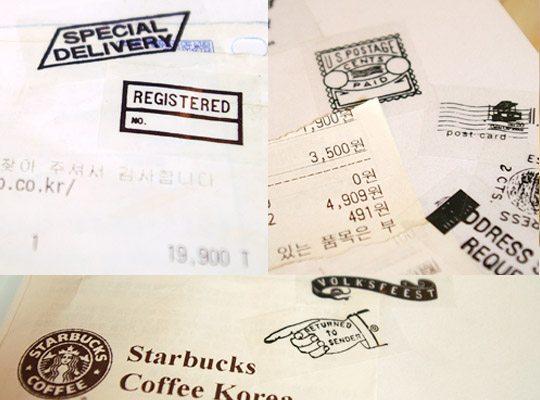 SPECIAL
DELIVERY
REGISTERED
NO.
찾아 주셔서 감사합니다
o.co.kr/
1
19,900
U.S. POSTAGE
CENTS
PAID
post card
1,900원
3,500원
0원
4,909원
2
491원
있는 품목은 부
DDRESS
REQUE
VOLKSFEEST
RETURNED
TO
SENDER
STARBUCKS
COFFEE
Starbucks
Coffee Korea